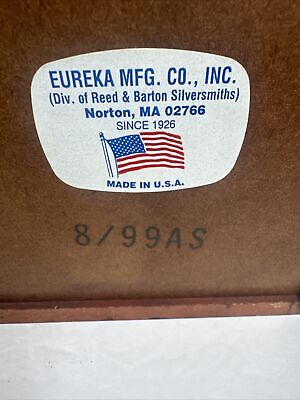 EUREKA MFG. CO., INC.
(Div. of Reed & Barton Silversmiths)
Norton, MA 02766
SINCE 1926
MADE IN U.S.A.
8/99AS